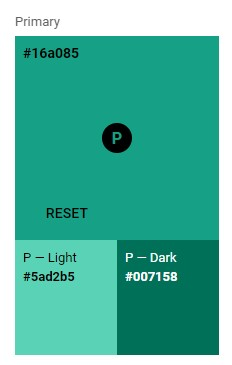 Primary
#16a085
P
RESET
P — Light
#5ad2b5
P — Dark
#007158